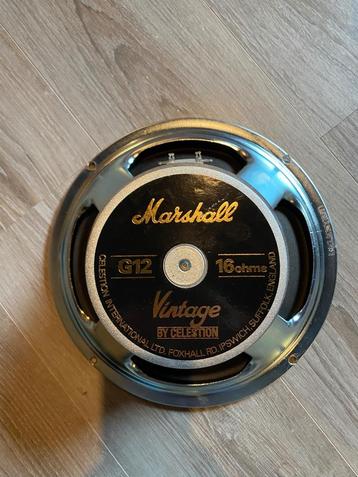 Marshall
G12
16ohms
Vintage
BY CELESTION
CELESTION INTERNATIONAL LTD. FOXHALL RD. IPSWICH SUFFOLK ENGLAND.